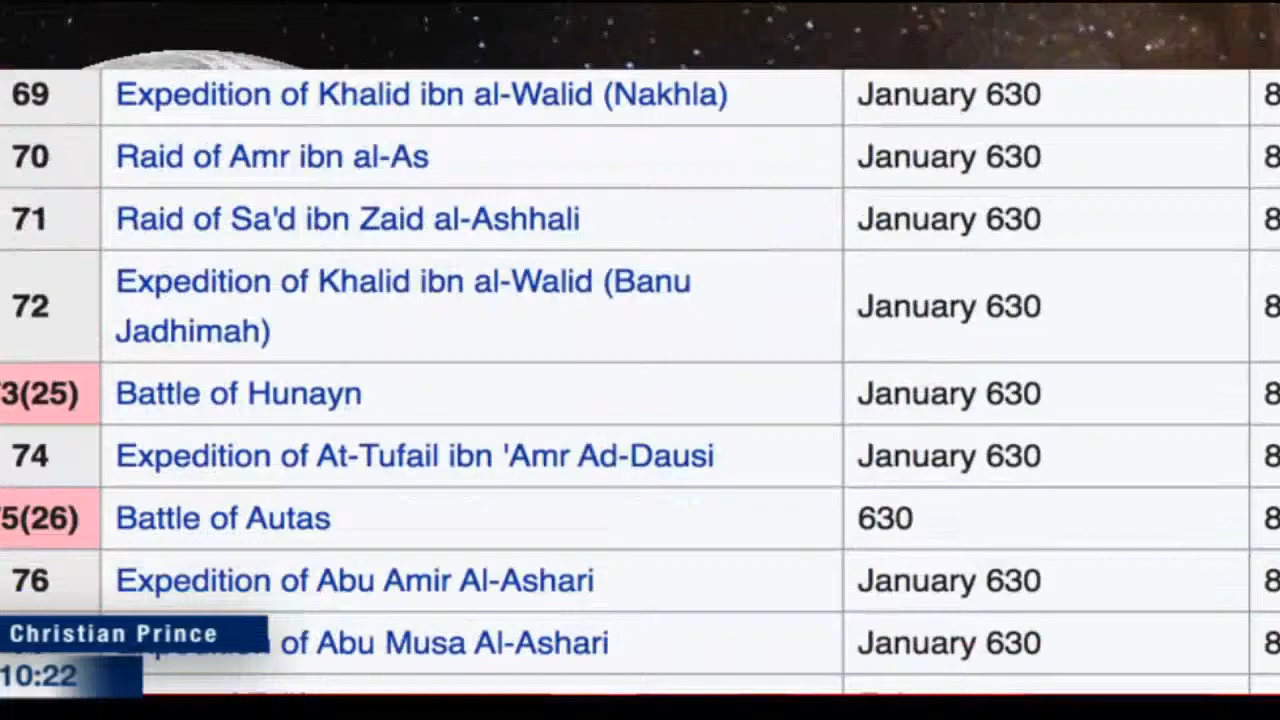 69 Expedition of Khalid ibn al-Walid (Nakhla) January 630 8
70 Raid of Amr ibn al-As January 630 8
71 Raid of Sa'd ibn Zaid al-Ashhali January 630 8
72 Expedition of Khalid ibn al-Walid (Banu January 630 8
Jadhimah)
3(25) Battle of Hunayn January 630 8
74 Expedition of At-Tufail ibn 'Amr Ad-Dausi January 630 8
5(26) Battle of Autas 630 8
76 Expedition of Abu Amir Al-Ashari January 630 8
of Abu Musa Al-Ashari January 630 8
Christian Prince
10:22